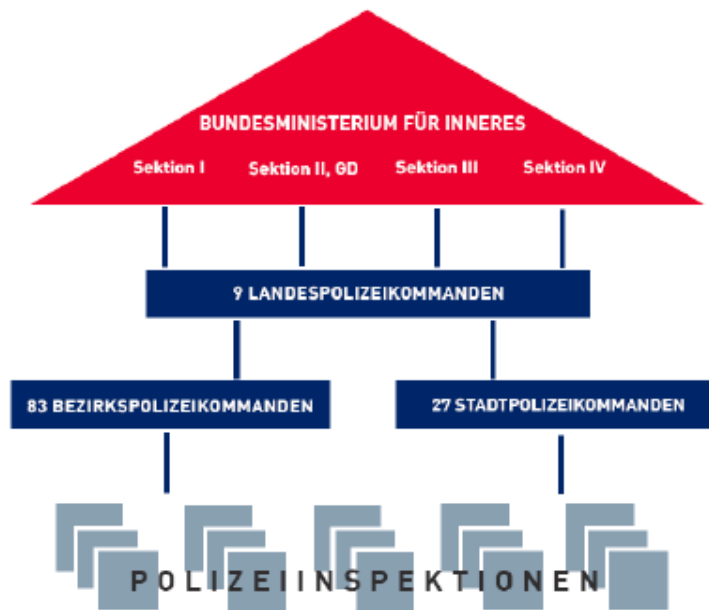 BUNDESMINISTERIUM FÜR INNERES
Sektion I Sektion II, GD Sektion III Sektion IV
9 LANDESPOLIZEIKOMMANDEN
83 BEZIRKSPOLIZEIKOMMANDEN 27 STADTPOLIZEIKOMMANDEN
POLIZEIINSPEKTIONEN